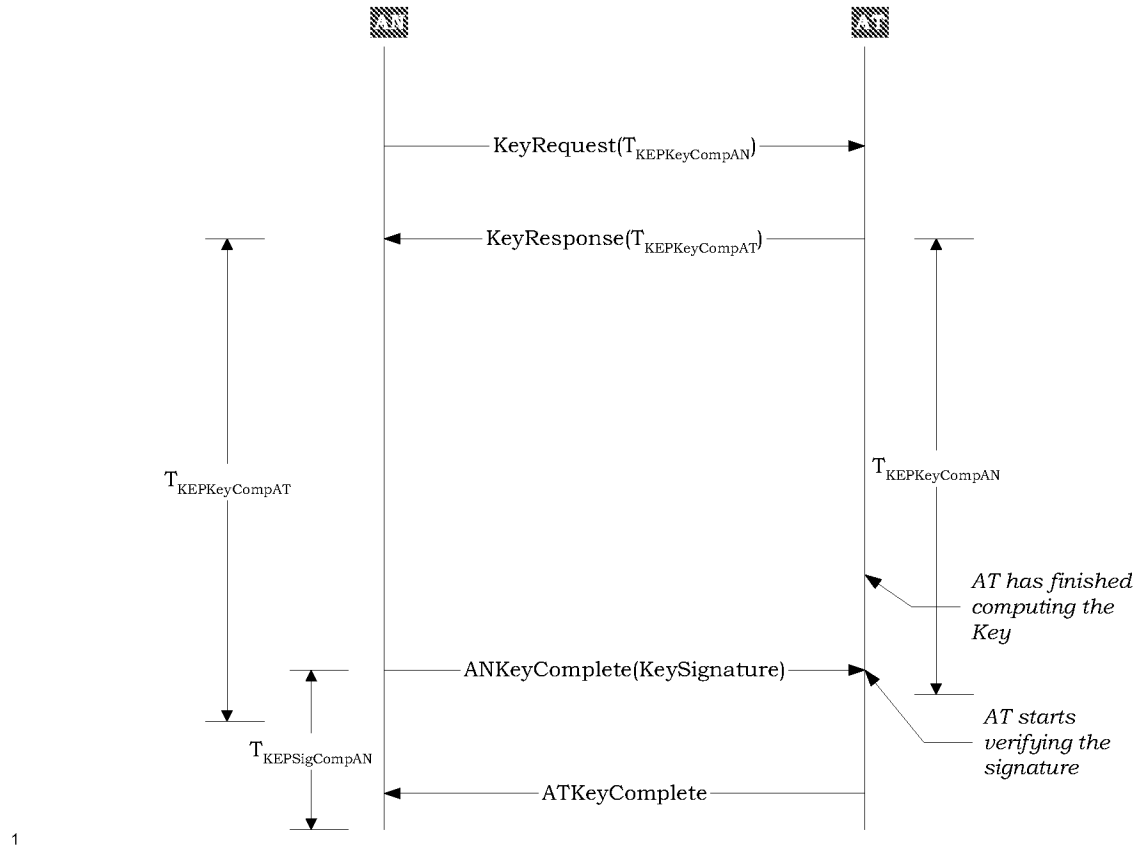 AN AT
KeyRequest(TKEPKeyCompAN)
KeyResponse(TKEPKeyCompAT)
TKEPKeyCompAT
TKEPKeyCompAN
AT has finished
computing the
Key
ANKeyComplete(KeySignature)
AT starts
verifying the
signature
TKEPSigCompAN
ATKeyComplete
1